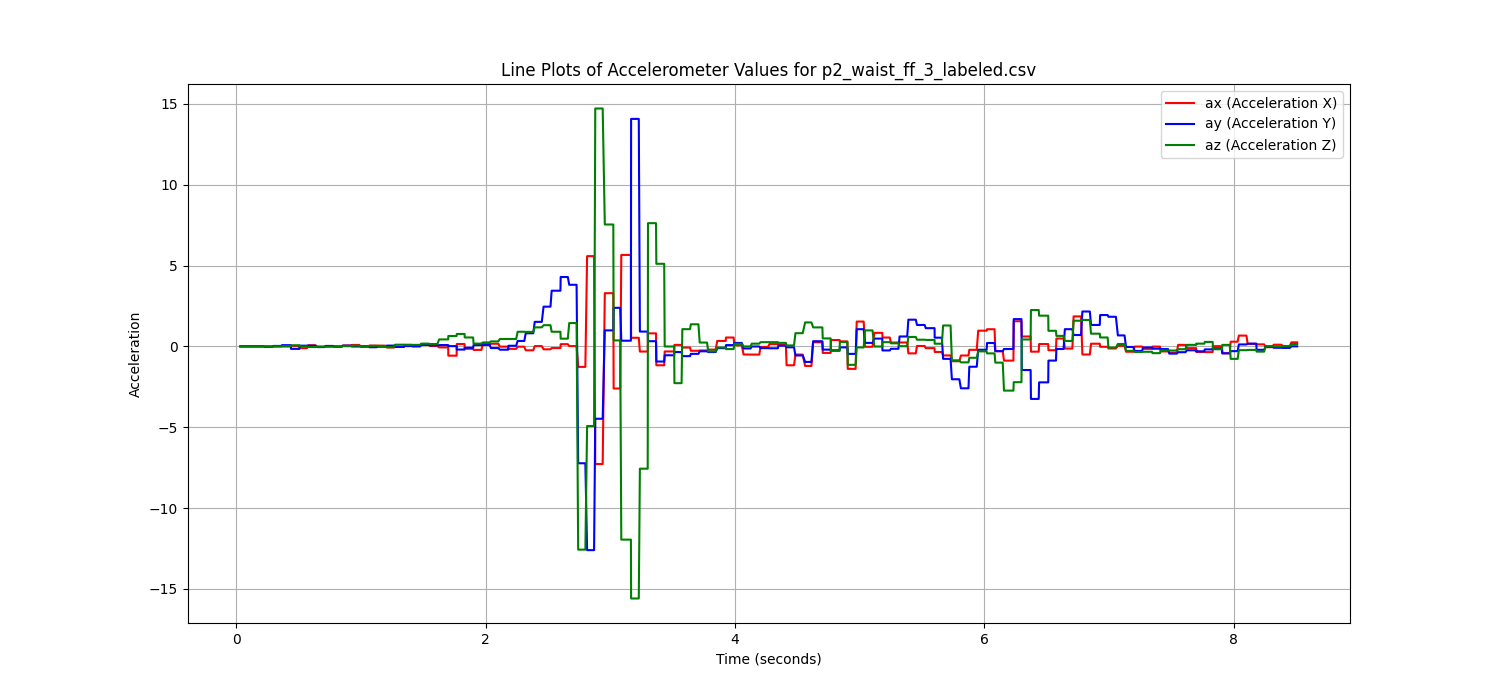 Line Plots of Accelerometer Values for p2_waist_ff_3_labeled.csv
ax (Acceleration X)
ay (Acceleration Y)
az (Acceleration Z)
Acceleration
15
10
5
0
−5
−10
−15
0 2 4 6 8
Time (seconds)